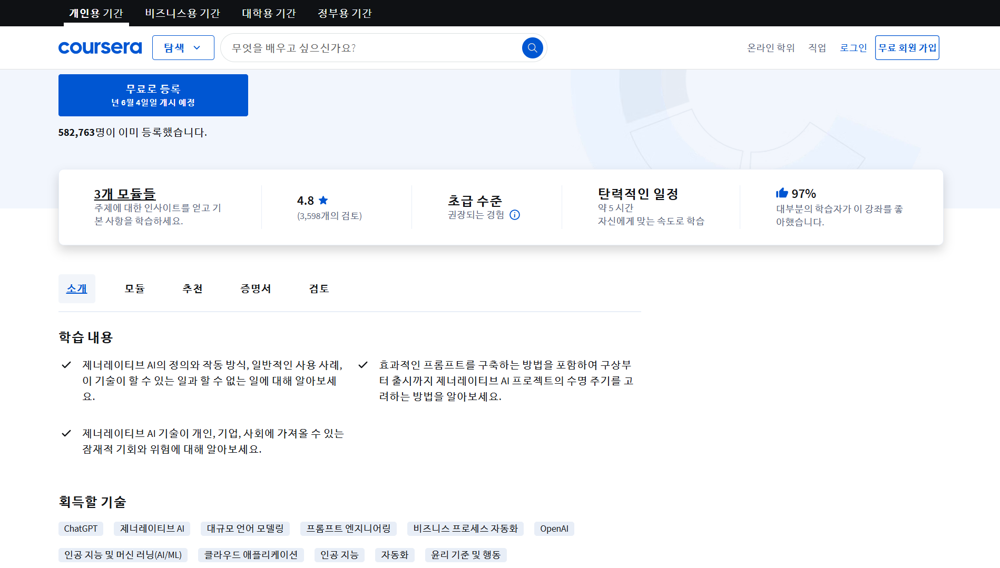 개인용 기간 비즈니스용 기간 대학용 기간 정부용 기간
coursera 탐색 무엇을 배우고 싶으신가요? 온라인 학위 직업 로그인 무료 회원 가입
무료로 등록
년 6월 4일일 개시 예정
582,763명이 이미 등록했습니다.
3개 모듈들
주제에 대한 인사이트를 얻고 기
본 사항을 학습하세요.
4.8
(3,598개의 검토)
초급 수준
권장되는 경험
탄력적인 일정
약 5 시간
자신에게 맞는 속도로 학습
97%
대부분의 학습자가 이 강좌를 좋
아했습니다.
소개 모듈 추천 증명서 검토
학습 내용
제너레이티브 AI의 정의와 작동 방식, 일반적인 사용 사례,
이 기술이 할 수 있는 일과 할 수 없는 일에 대해 알아보세
요.
효과적인 프롬프트를 구축하는 방법을 포함하여 구상부
터 출시까지 제너레이티브 AI 프로젝트의 수명 주기를 고
려하는 방법을 알아보세요.
제너레이티브 AI 기술이 개인, 기업, 사회에 가져올 수 있는
잠재적 기회와 위험에 대해 알아보세요.
획득할 기술
ChatGPT 제너레이티브 AI 대규모 언어 모델링 프롬프트 엔지니어링 비즈니스 프로세스 자동화 OpenAI
인공 지능 및 머신 러닝(AI/ML) 클라우드 애플리케이션 인공 지능 자동화 윤리 기준 및 행동